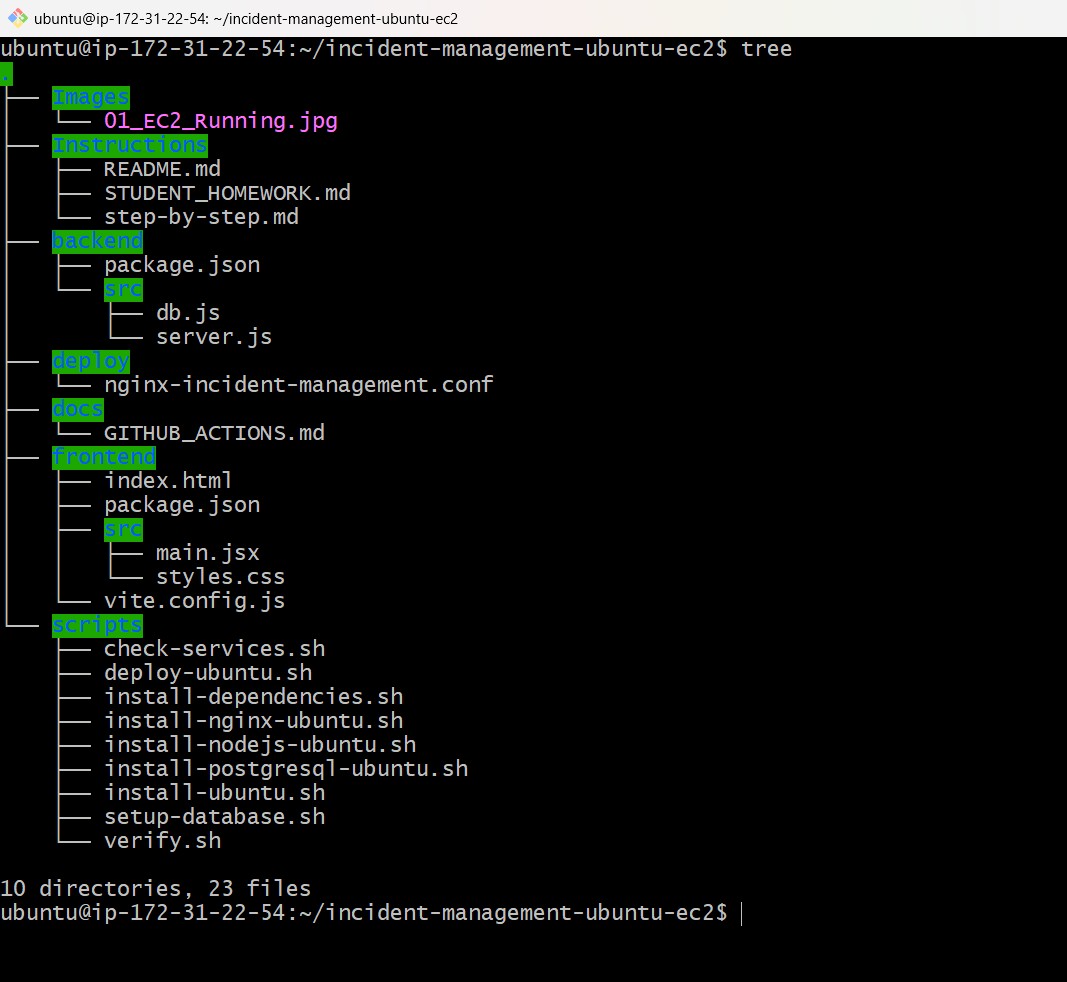 ubuntu@ip-172-31-22-54: ~/incident-management-ubuntu-ec2
ubuntu@ip-172-31-22-54:~/incident-management-ubuntu-ec2$ tree
.
├── Images
│   └── 01_EC2_Running.jpg
├── Instructions
│   ├── README.md
│   ├── STUDENT_HOMEWORK.md
│   └── step-by-step.md
├── backend
│   ├── package.json
│   └── src
│       ├── db.js
│       └── server.js
├── deploy
│   └── nginx-incident-management.conf
├── docs
│   └── GITHUB_ACTIONS.md
├── frontend
│   ├── index.html
│   ├── package.json
│   ├── src
│   │   ├── main.jsx
│   │   └── styles.css
│   └── vite.config.js
└── scripts
    ├── check-services.sh
    ├── deploy-ubuntu.sh
    ├── install-dependencies.sh
    ├── install-nginx-ubuntu.sh
    ├── install-nodejs-ubuntu.sh
    ├── install-postgresql-ubuntu.sh
    ├── install-ubuntu.sh
    ├── setup-database.sh
    └── verify.sh

10 directories, 23 files
ubuntu@ip-172-31-22-54:~/incident-management-ubuntu-ec2$